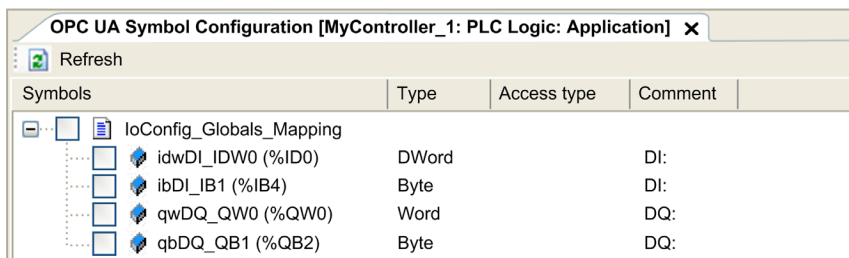 OPC UA Symbol Configuration [MyController_1: PLC Logic: Application] X
Refresh
Symbols Type Access type Comment
IoConfig_Globals_Mapping
idwDI_IDW0 (%ID0) DWord DI:
ibDI_IB1 (%IB4) Byte DI:
qwDQ_QW0 (%QW0) Word DQ:
qbDQ_QB1 (%QB2) Byte DQ: